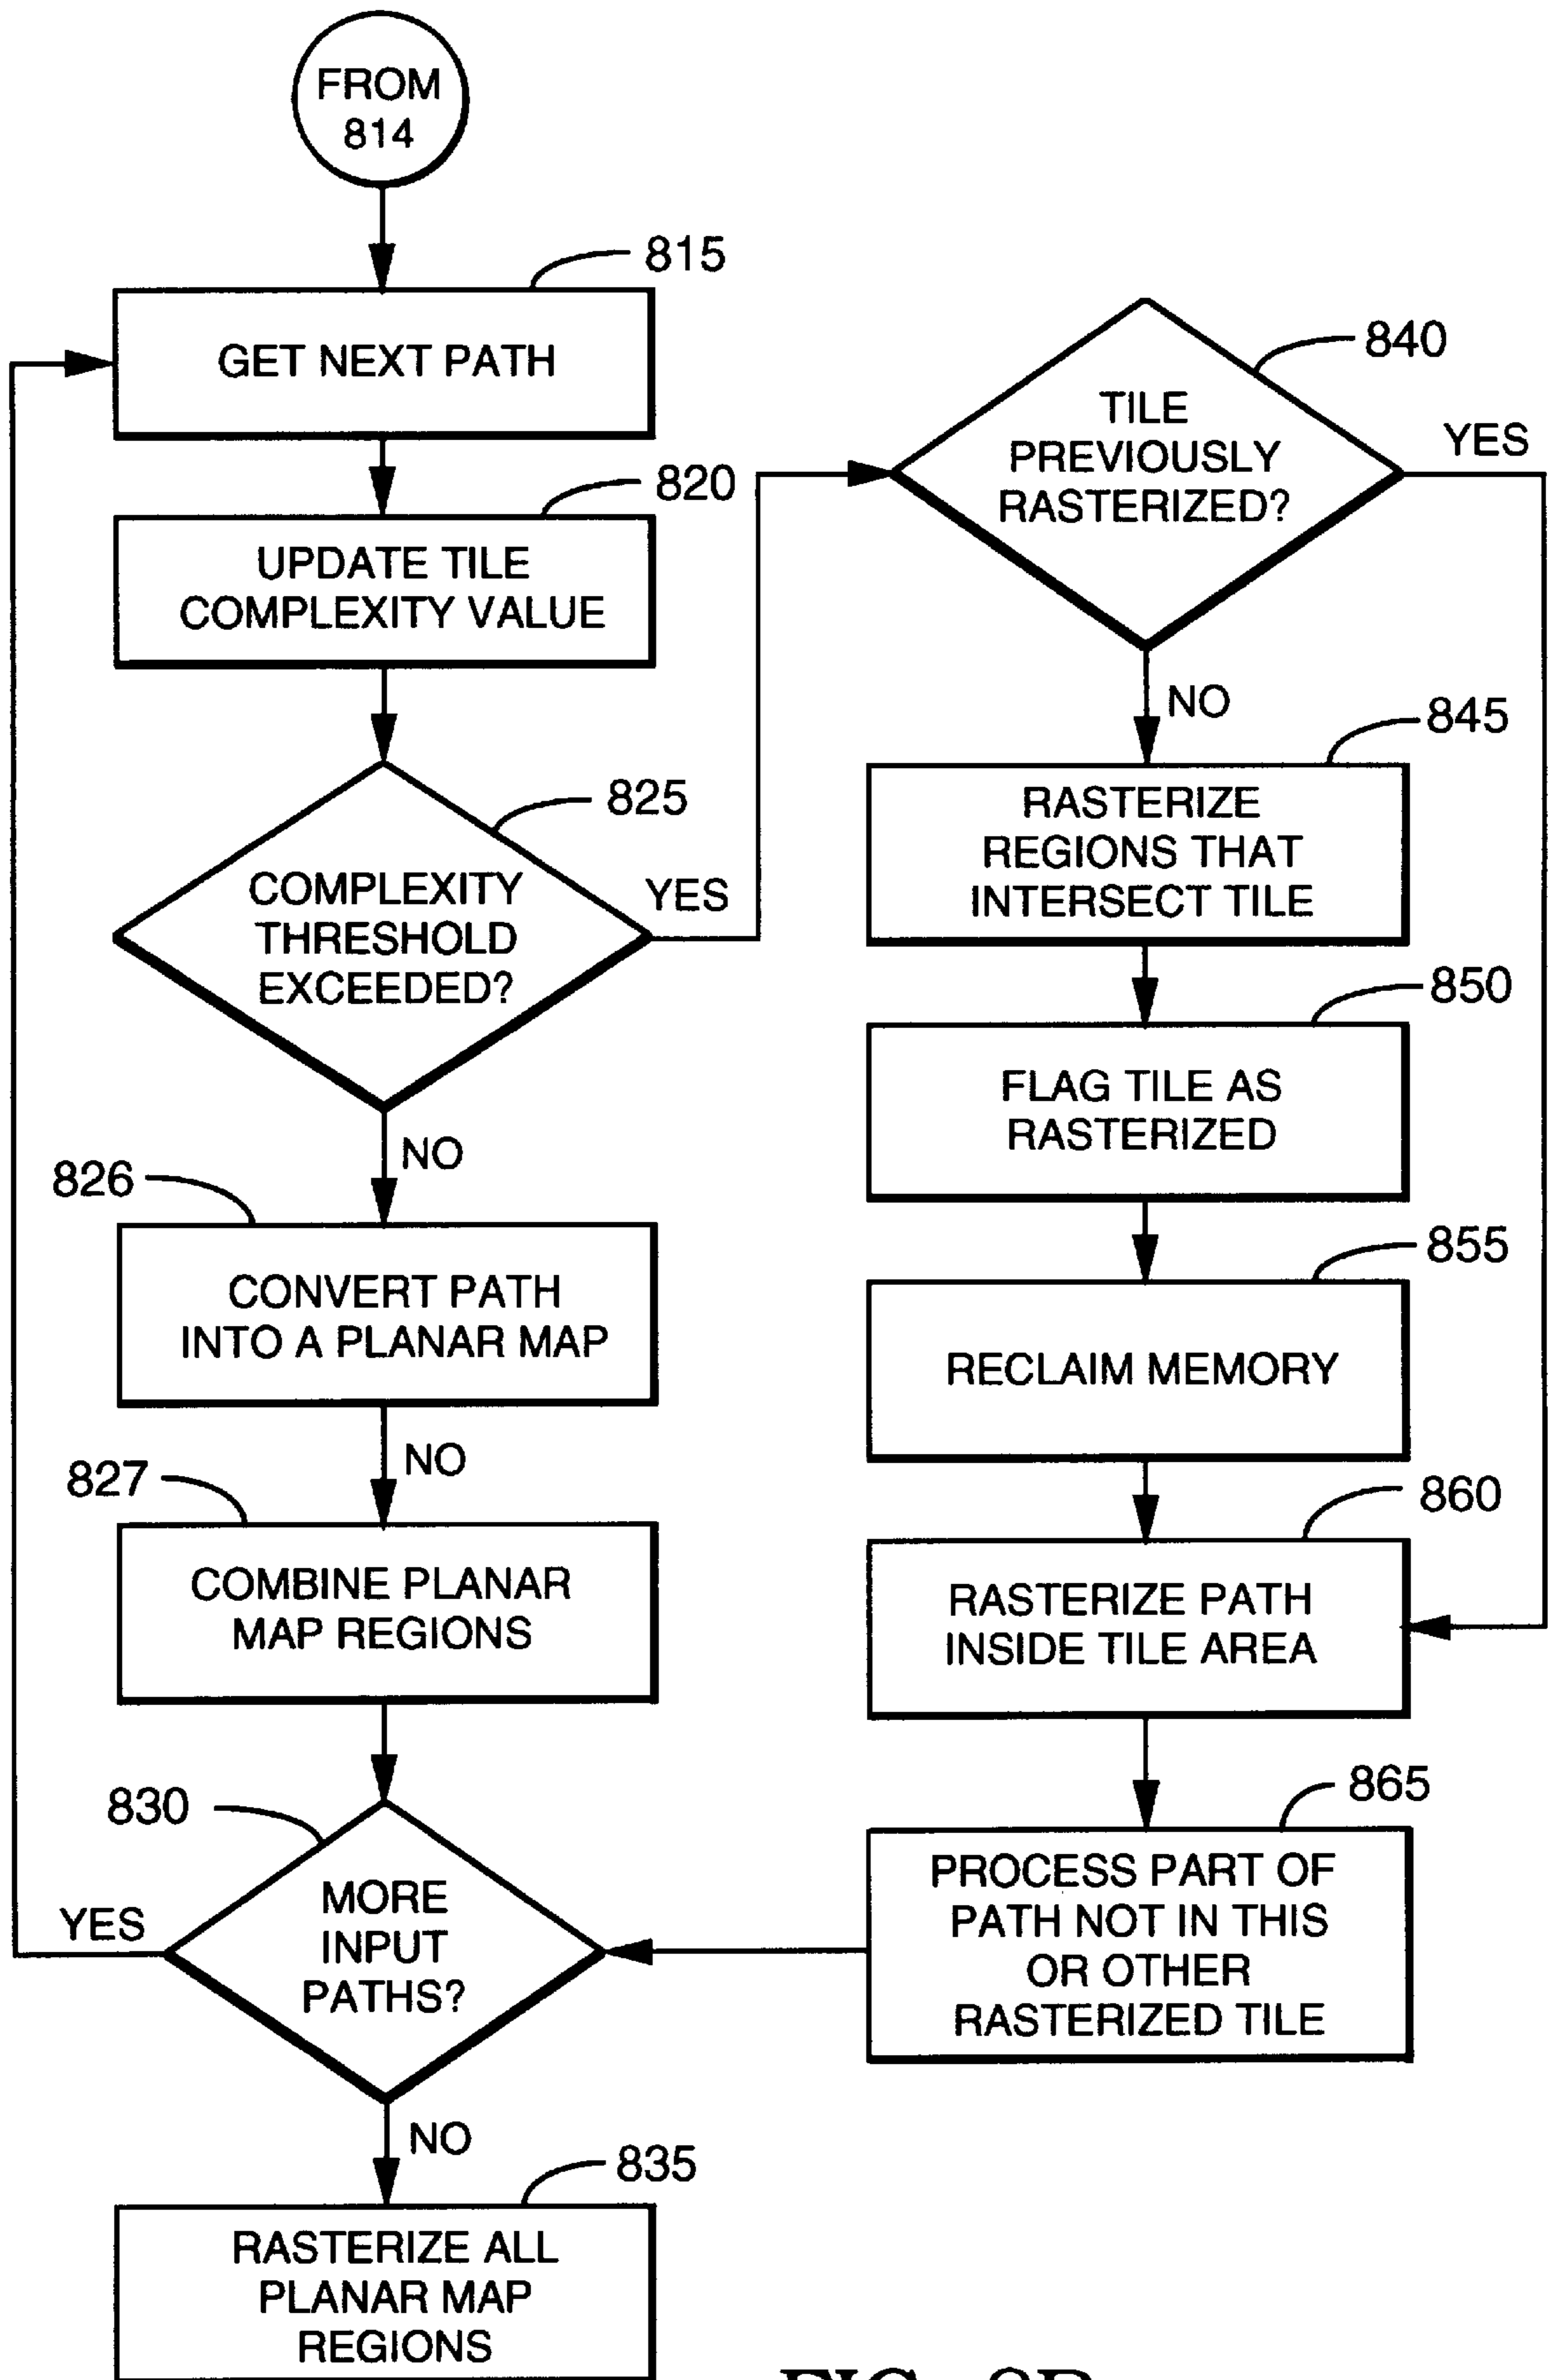 FROM
814
815
GET NEXT PATH
820
UPDATE TILE
COMPLEXITY VALUE
825
COMPLEXITY
THRESHOLD
EXCEEDED?
YES
NO
826
CONVERT PATH
INTO A PLANAR MAP
NO
827
COMBINE PLANAR
MAP REGIONS
830
MORE
INPUT
PATHS?
YES
NO
835
RASTERIZE ALL
PLANAR MAP
REGIONS
840
TILE
PREVIOUSLY
RASTERIZED?
YES
NO
845
RASTERIZE
REGIONS THAT
INTERSECT TILE
850
FLAG TILE AS
RASTERIZED
855
RECLAIM MEMORY
860
RASTERIZE PATH
INSIDE TILE AREA
865
PROCESS PART OF
PATH NOT IN THIS
OR OTHER
RASTERIZED TILE